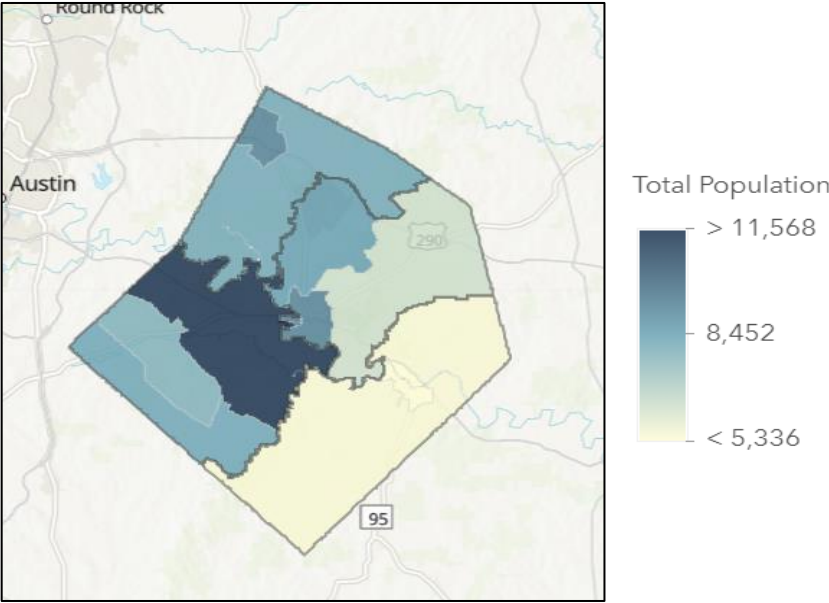 Round Rock
Austin
290
95
Total Population
> 11,568
8,452
< 5,336